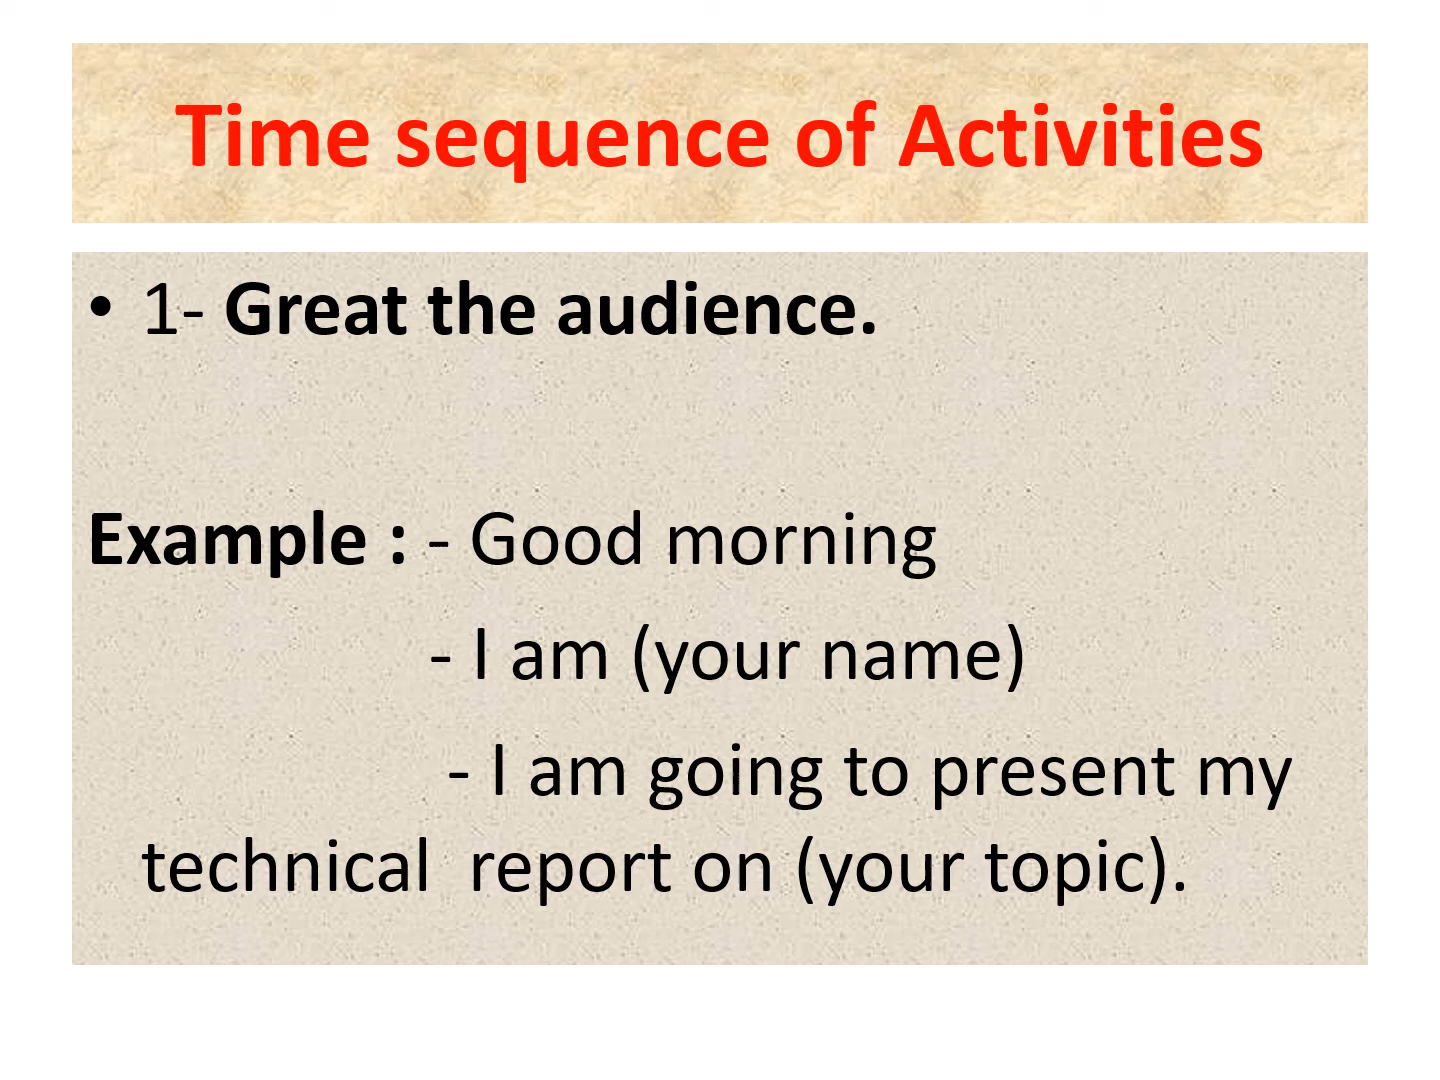 Time sequence of Activities
• 1- Great the audience.
Example : - Good morning
- I am (your name)
- I am going to present my
technical  report on (your topic).